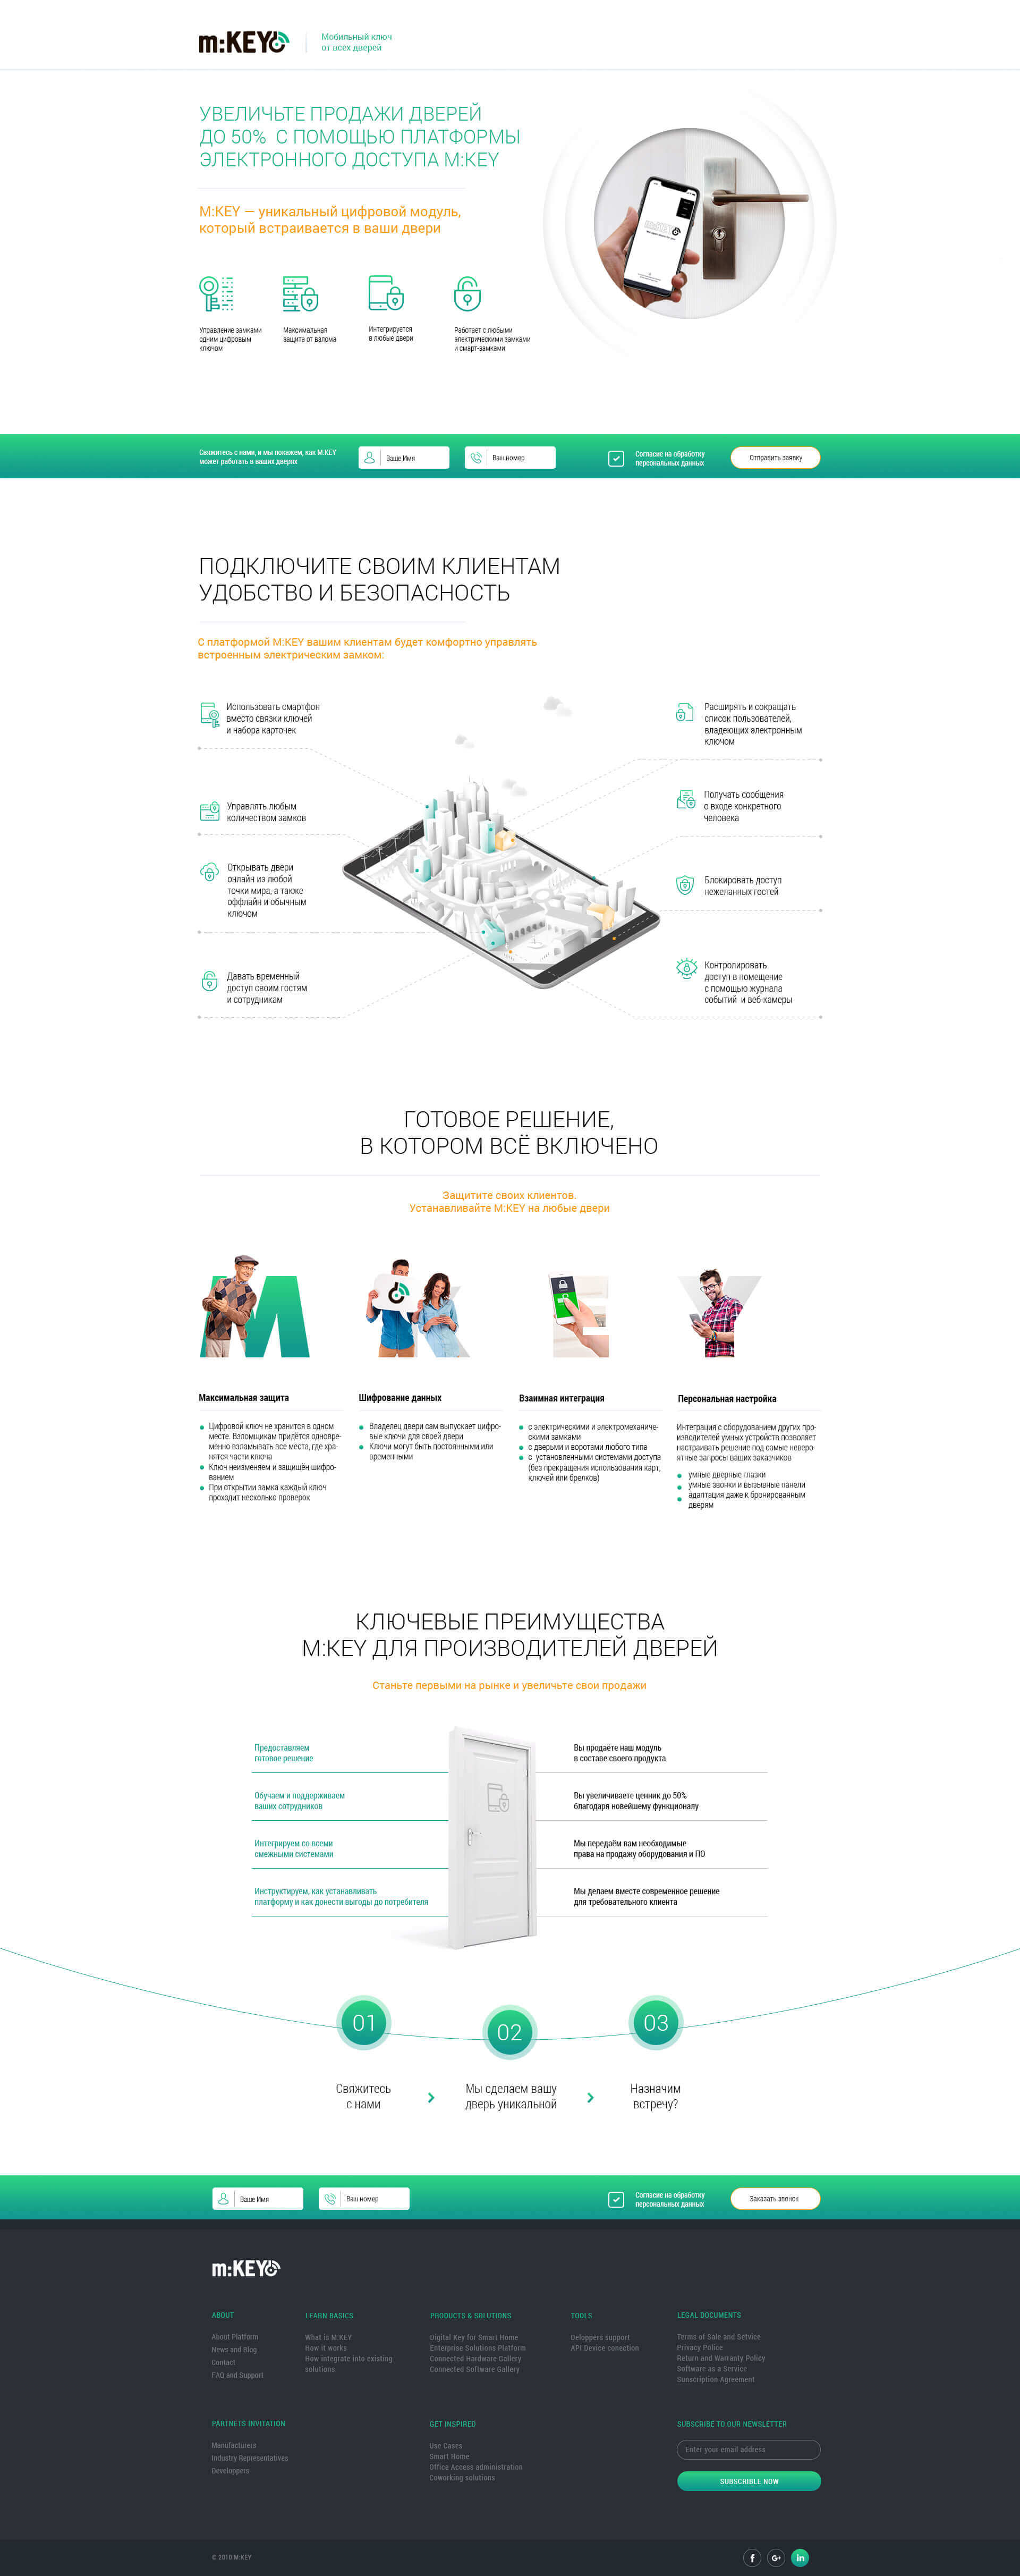 m:KEY
Мобильный ключ
от всех дверей
УВЕЛИЧЬТЕ ПРОДАЖИ ДВЕРЕЙ
ДО 50% С ПОМОЩЬЮ ПЛАТФОРМЫ
ЭЛЕКТРОННОГО ДОСТУПА M:KEY
M:KEY — уникальный цифровой модуль,
который встраивается в ваши двери
Управление замками
одним цифровым
ключом
Максимальная
защита от взлома
Интегрируется
в любые двери
Работает с любыми
электрическими замками
и смарт-замками
Свяжитесь с нами, и мы покажем, как M:KEY
может работать в ваших дверях
Ваше Имя
Ваш номер
Согласие на обработку
персональных данных
Отправить заявку
ПОДКЛЮЧИТЕ СВОИМ КЛИЕНТАМ
УДОБСТВО И БЕЗОПАСНОСТЬ
С платформой M:KEY вашим клиентам будет комфортно управлять
встроенным электрическим замком:
Использовать смартфон
вместо связки ключей
и набора карточек
Управлять любым
количеством замков
Открывать двери
онлайн из любой
точки мира, а также
оффлайн и обычным
ключом
Давать временный
доступ своим гостям
и сотрудникам
Расширять и сокращать
список пользователей,
владеющих электронным
ключом
Получать сообщения
о входе конкретного
человека
Блокировать доступ
нежеланных гостей
Контролировать
доступ в помещение
с помощью журнала
событий и веб-камеры
ГОТОВОЕ РЕШЕНИЕ,
В КОТОРОМ ВСЁ ВКЛЮЧЕНО
Защитите своих клиентов.
Устанавливайте M:KEY на любые двери
Максимальная защита
Цифровой ключ не хранится в одном
месте. Взломщикам придётся одновре-
менно взламывать все места, где хра-
нятся части ключа
Ключ неизменяем и защищён шифро-
ванием
При открытии замка каждый ключ
проходит несколько проверок
Шифрование данных
Владелец двери сам выпускает цифро-
вые ключи для своей двери
Ключи могут быть постоянными или
временными
Взаимная интеграция
с электрическими и электромеханиче-
скими замками
с дверьми и воротами любого типа
с установленными системами доступа
(без прекращения использования карт,
ключей или брелков)
Персональная настройка
Интеграция с оборудованием других про-
изводителей умных устройств позволяет
настраивать решение под самые неверо-
ятные запросы ваших заказчиков
умные дверные глазки
умные звонки и вызывные панели
адаптация даже к бронированным
дверям
КЛЮЧЕВЫЕ ПРЕИМУЩЕСТВА
M:KEY ДЛЯ ПРОИЗВОДИТЕЛЕЙ ДВЕРЕЙ
Станьте первыми на рынке и увеличьте свои продажи
Предоставляем
готовое решение
Обучаем и поддерживаем
ваших сотрудников
Интегрируем со всеми
смежными системами
Инструктируем, как устанавливать
платформу и как донести выгоды до потребителя
Вы продаёте наш модуль
в составе своего продукта
Вы увеличиваете ценник до 50%
благодаря новейшему функционалу
Мы передаём вам необходимые
права на продажу оборудования и ПО
Мы делаем вместе современное решение
для требовательного клиента
01
02
03
Свяжитесь
с нами
Мы сделаем вашу
дверь уникальной
Назначим
встречу?
Ваше Имя
Ваш номер
Согласие на обработку
персональных данных
Заказать звонок
m:KEY
ABOUT
About Platform
News and Blog
Contact
FAQ and Support
LEARN BASICS
What is M:KEY
How it works
How integrate into existing
solutions
PRODUCTS & SOLUTIONS
Digital Key for Smart Home
Enterprise Solutions Platform
Connected Hardware Gallery
Connected Software Gallery
TOOLS
Deloppers support
API Device conection
LEGAL DOCUMENTS
Terms of Sale and Setvice
Privacy Police
Return and Warranty Policy
Software as a Service
Sunscription Agreement
PARTNETS INVITATION
Manufacturers
Industry Representatives
Developpers
GET INSPIRED
Use Cases
Smart Home
Office Access administration
Coworking solutions
SUBSCRIBE TO OUR NEWSLETTER
Enter your email address
SUBSCRIBLE NOW
© 2018 M:KEY
f
G+
in